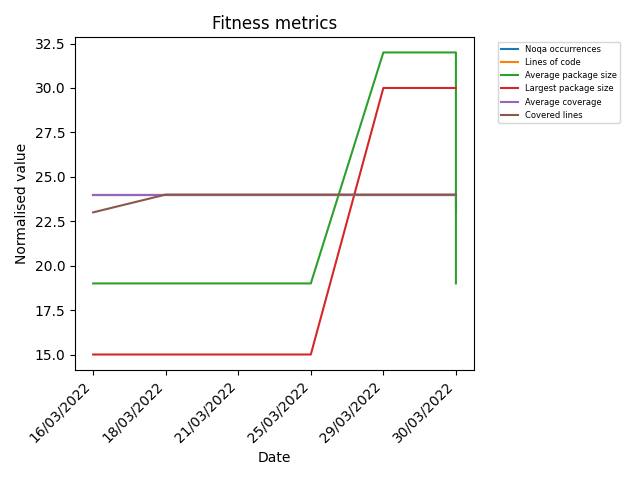 Fitness metrics
32.5
30.0
27.5
25.0
22.5
20.0
17.5
15.0
Normalised value
16/03/2022
18/03/2022
21/03/2022
25/03/2022
29/03/2022
30/03/2022
Date
Noqa occurrences
Lines of code
Average package size
Largest package size
Average coverage
Covered lines